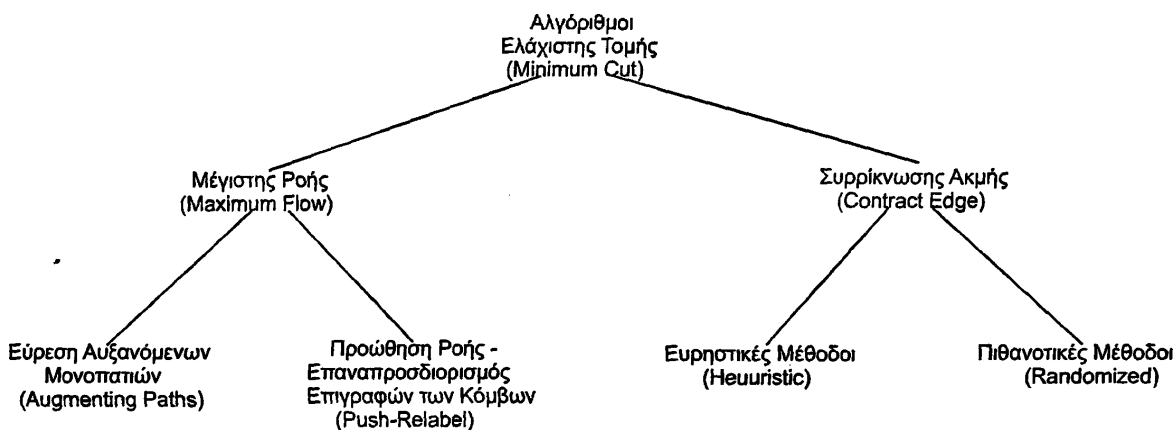 Αλγόριθμοι
Ελάχιστης Τομής
(Minimum Cut)
Μέγιστης Ροής
(Maximum Flow)
Συρρίκνωσης Ακμής
(Contract Edge)
Εύρεση Αυξανόμενων
Μονοπατιών
(Augmenting Paths)
Προώθηση Ροής -
Επαναπροσδιορισμός
Επιγραφών των Κόμβων
(Push-Relabel)
Ευρηστικές Μέθοδοι
(Heuuristic)
Πιθανοτικές Μέθοδοι
(Randomized)